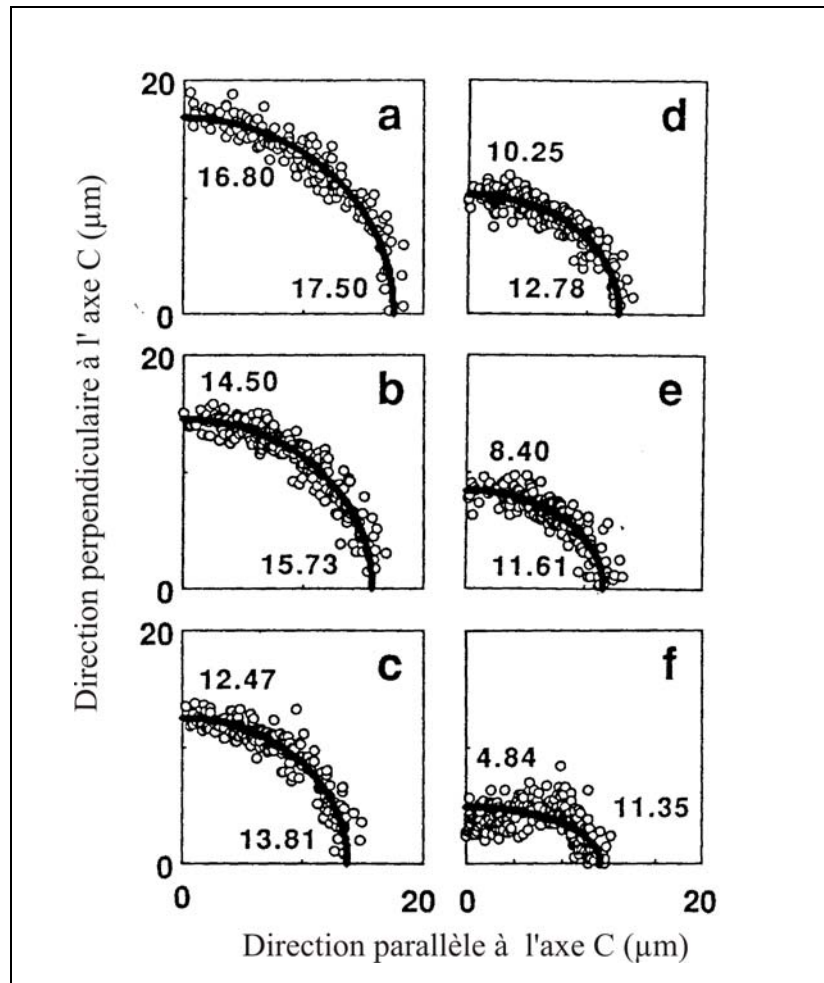 Direction perpendiculaire à l' axe C (µm)
20
a
16.80
17.50
0
d
10.25
12.78
20
b
14.50
15.73
0
e
8.40
11.61
20
c
12.47
13.81
0
f
4.84
11.35
0
20
0
20
Direction parallèle à l'axe C (µm)